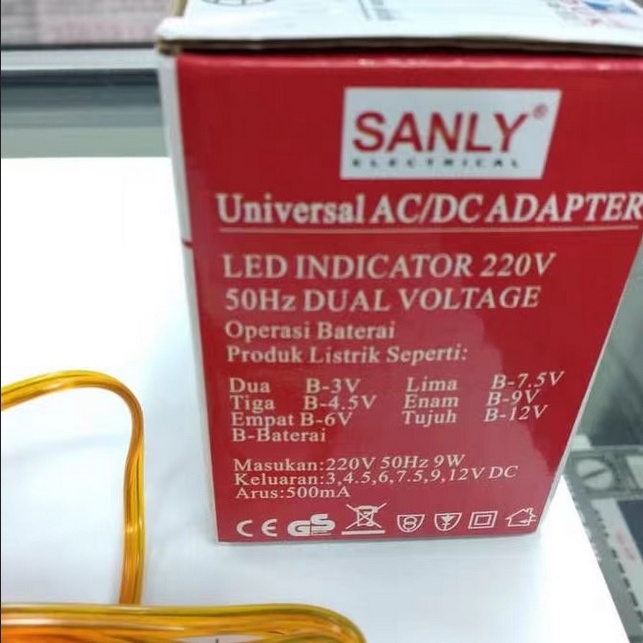 SANLY®
ELECTRICAL
Universal AC/DC ADAPTER
LED INDICATOR 220V
50Hz DUAL VOLTAGE
Operasi Baterai
Produk Listrik Seperti:
Dua B-3V Lima B-7.5V
Tiga B-4.5V Enam B-9V
Empat B-6V Tujuh B-12V
B-Baterai
Masukan:220V 50Hz 9W
Keluaran:3,4.5,6,7.5,9,12V DC
Arus:500mA
CE GS